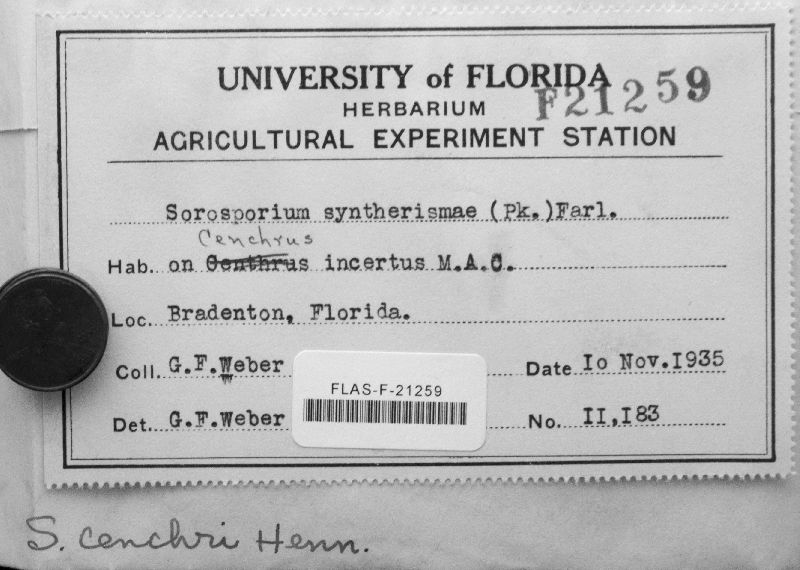 UNIVERSITY of FLORIDA
F21259
HERBARIUM
AGRICULTURAL EXPERIMENT STATION
Sorosporium syntherismae (Pk.)Farl.
Cenchrus
Hab. on Centhrus incertus M.A.C.
Loc. Bradenton, Florida.
Coll. G.F.Weber
Date Io Nov.I935
FLAS-F-21259
Det. G.F.Weber
No. II,I83
S. cenchri Henn.